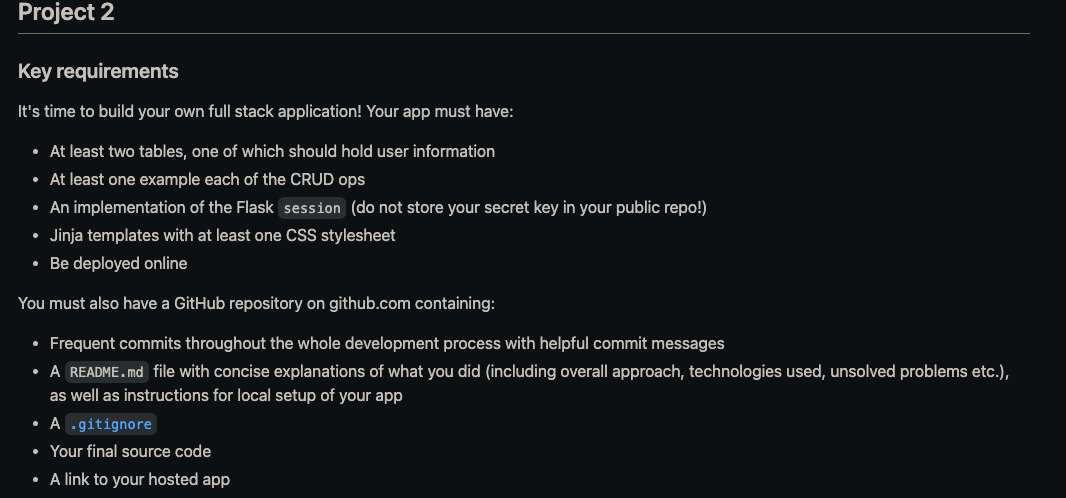 Project 2
Key requirements
It's time to build your own full stack application! Your app must have:
• At least two tables, one of which should hold user information
• At least one example each of the CRUD ops
• An implementation of the Flask session (do not store your secret key in your public repo!)
• Jinja templates with at least one CSS stylesheet
• Be deployed online
You must also have a GitHub repository on github.com containing:
• Frequent commits throughout the whole development process with helpful commit messages
• A README.md file with concise explanations of what you did (including overall approach, technologies used, unsolved problems etc.),
as well as instructions for local setup of your app
• A .gitignore
• Your final source code
• A link to your hosted app